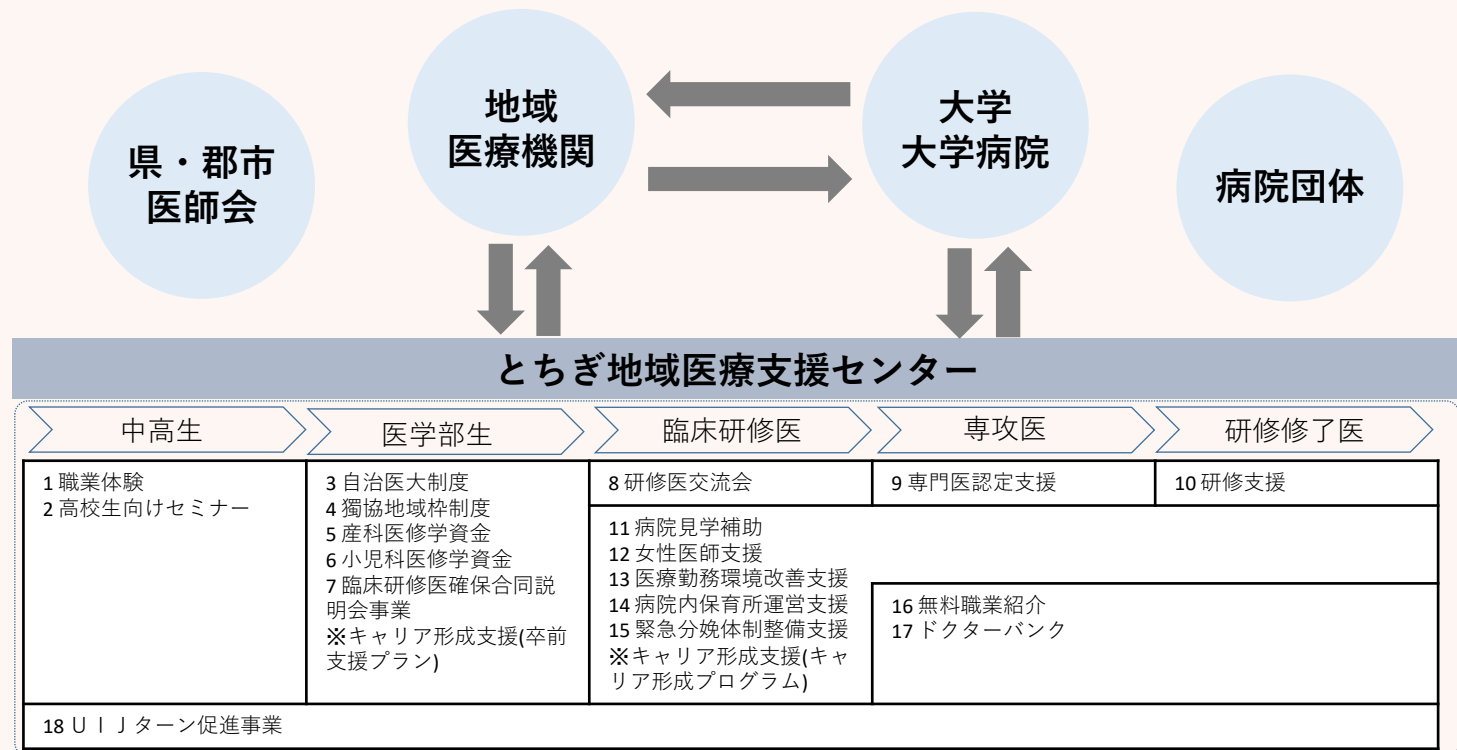 県・郡市
医師会
地域
医療機関
大学
大学病院
病院団体
とちぎ地域医療支援センター
中高生
医学部生
臨床研修医
専攻医
研修修了医
1 職業体験
2 高校生向けセミナー
3 自治医大制度
4 獨協地域枠制度
5 産科医修学資金
6 小児科医修学資金
7 臨床研修医確保合同説
明会事業
※キャリア形成支援(卒前
支援プラン)
8 研修医交流会
9 専門医認定支援
10 研修支援
11 病院見学補助
12 女性医師支援
13 医療勤務環境改善支援
14 病院内保育所運営支援
15 緊急分娩体制整備支援
※キャリア形成支援(キャ
リア形成プログラム)
16 無料職業紹介
17 ドクターバンク
18 ＵＩＪターン促進事業